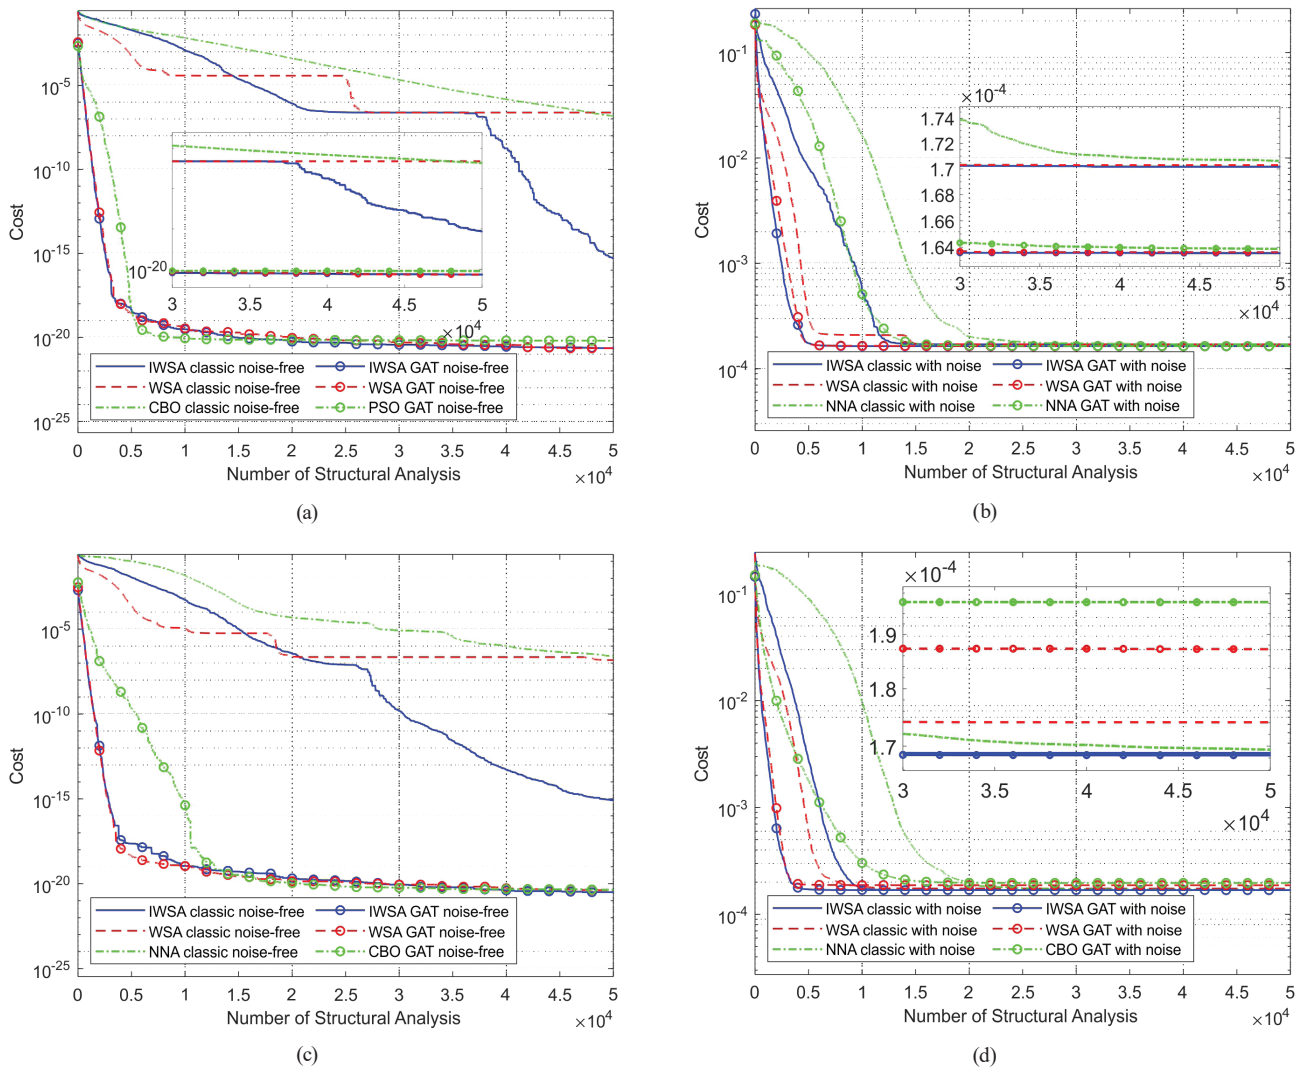 10^-5
10^-10
10^-15
10^-20
10^-25
Cost
10^-20
3 3.5 4 4.5 5
×10^4
IWSA classic noise-free IWSA GAT noise-free
WSA classic noise-free WSA GAT noise-free
CBO classic noise-free PSO GAT noise-free
0 0.5 1 1.5 2 2.5 3 3.5 4 4.5 5
Number of Structural Analysis
×10^4
(a)
10^-1
10^-2
10^-3
10^-4
Cost
×10^-4
1.74
1.72
1.7
1.68
1.66
1.64
3 3.5 4 4.5 5
×10^4
IWSA classic with noise IWSA GAT with noise
WSA classic with noise WSA GAT with noise
NNA classic with noise NNA GAT with noise
0 0.5 1 1.5 2 2.5 3 3.5 4 4.5 5
Number of Structural Analysis
×10^4
(b)
10^-5
10^-10
10^-15
10^-20
10^-25
Cost
IWSA classic noise-free IWSA GAT noise-free
WSA classic noise-free WSA GAT noise-free
NNA classic noise-free CBO GAT noise-free
0 0.5 1 1.5 2 2.5 3 3.5 4 4.5 5
Number of Structural Analysis
×10^4
(c)
10^-1
10^-2
10^-3
10^-4
Cost
×10^-4
1.9
1.8
1.7
3 3.5 4 4.5 5
×10^4
IWSA classic with noise IWSA GAT with noise
WSA classic with noise WSA GAT with noise
NNA classic with noise CBO GAT with noise
0 0.5 1 1.5 2 2.5 3 3.5 4 4.5 5
Number of Structural Analysis
×10^4
(d)